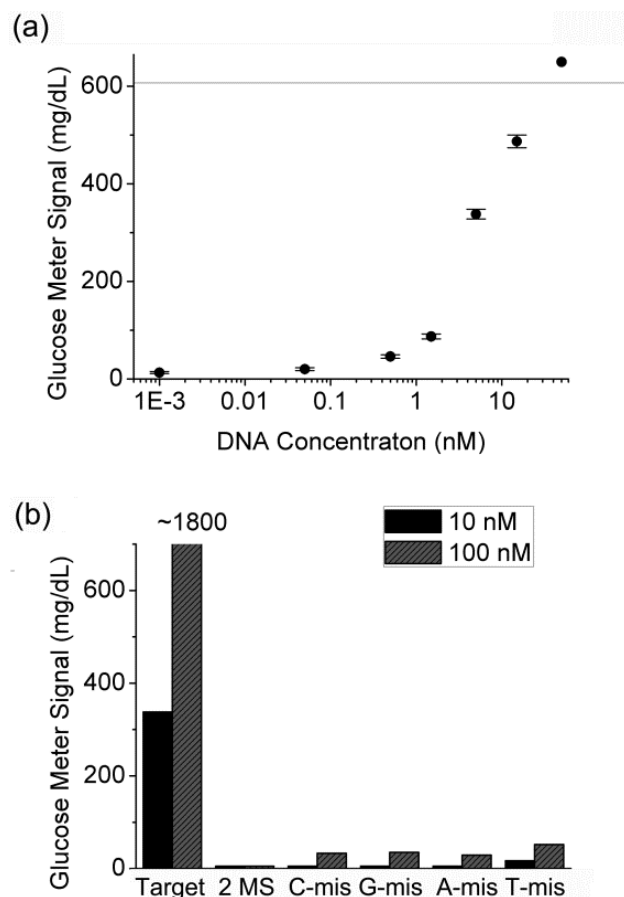 (a)
Glucose Meter Signal (mg/dL)
600
400
200
0
1E-3 0.01 0.1 1 10
DNA Concentraton (nM)
(b)
~1800
10 nM
100 nM
Glucose Meter Signal (mg/dL)
600
400
200
0
Target 2 MS C-mis G-mis A-mis T-mis